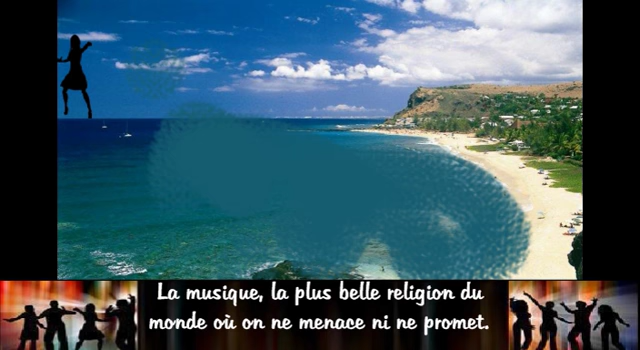 La musique, la plus belle religion du
monde où on ne menace ni ne promet.